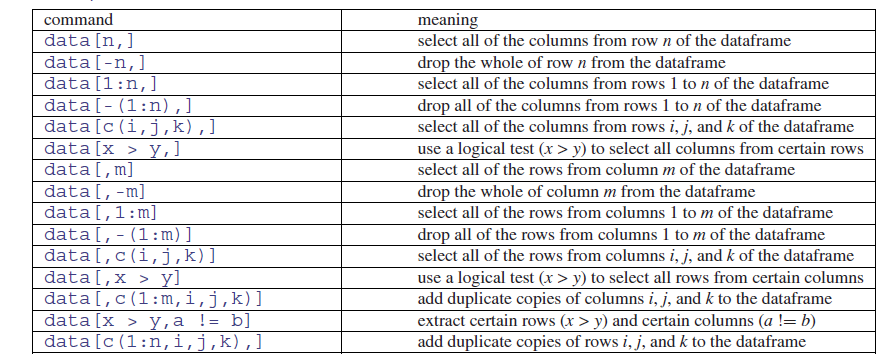 command meaning
data[n,] select all of the columns from row n of the dataframe
data[-n,] drop the whole of row n from the dataframe
data[1:n,] select all of the columns from rows 1 to n of the dataframe
data[-(1:n),] drop all of the columns from rows 1 to n of the dataframe
data[c(i,j,k),] select all of the columns from rows i, j, and k of the dataframe
data[x > y,] use a logical test (x > y) to select all columns from certain rows
data[,m] select all of the rows from column m of the dataframe
data[,-m] drop the whole of column m from the dataframe
data[,1:m] select all of the rows from columns 1 to m of the dataframe
data[,-(1:m)] drop all of the rows from columns 1 to m of the dataframe
data[,c(i,j,k)] select all of the rows from columns i, j, and k of the dataframe
data[,x > y] use a logical test (x > y) to select all rows from certain columns
data[,c(1:m,i,j,k)] add duplicate copies of columns i, j, and k to the dataframe
data[x > y,a != b] extract certain rows (x > y) and certain columns (a != b)
data[c(1:n,i,j,k),] add duplicate copies of rows i, j, and k to the dataframe